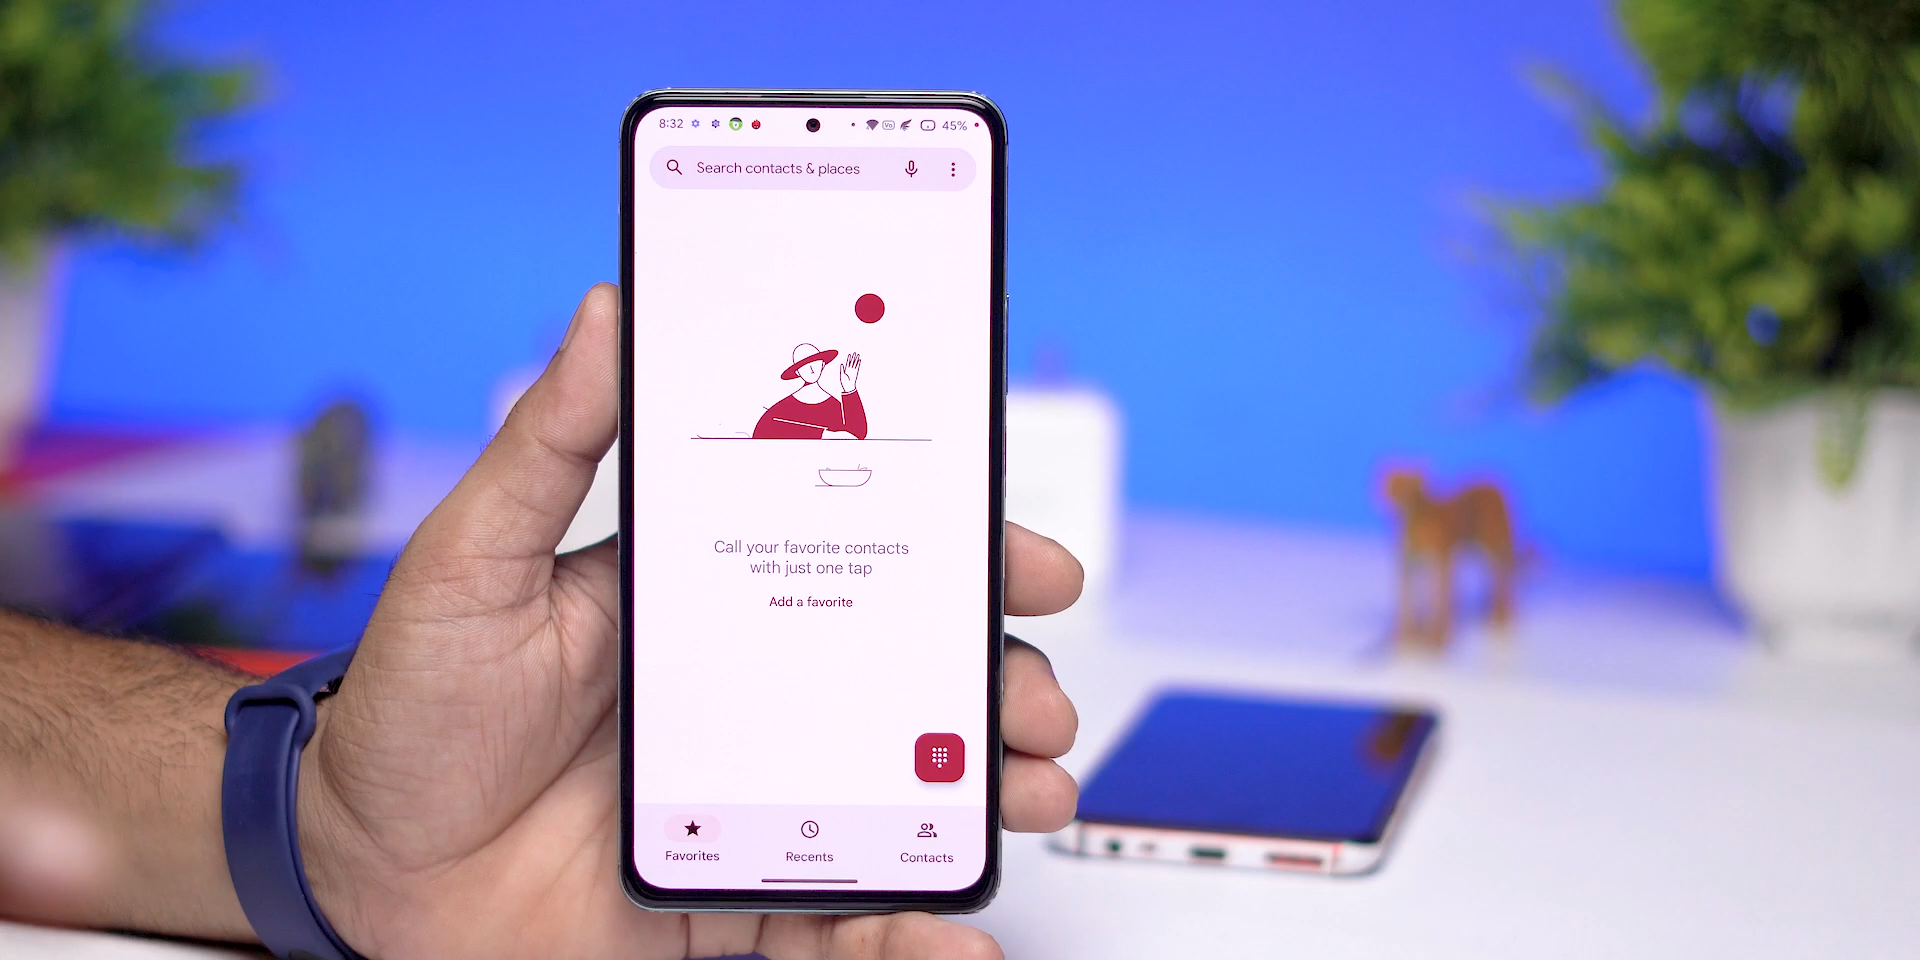 8:32
Vo
45%
Search contacts & places
Call your favorite contacts
with just one tap
Add a favorite
Favorites
Recents
Contacts